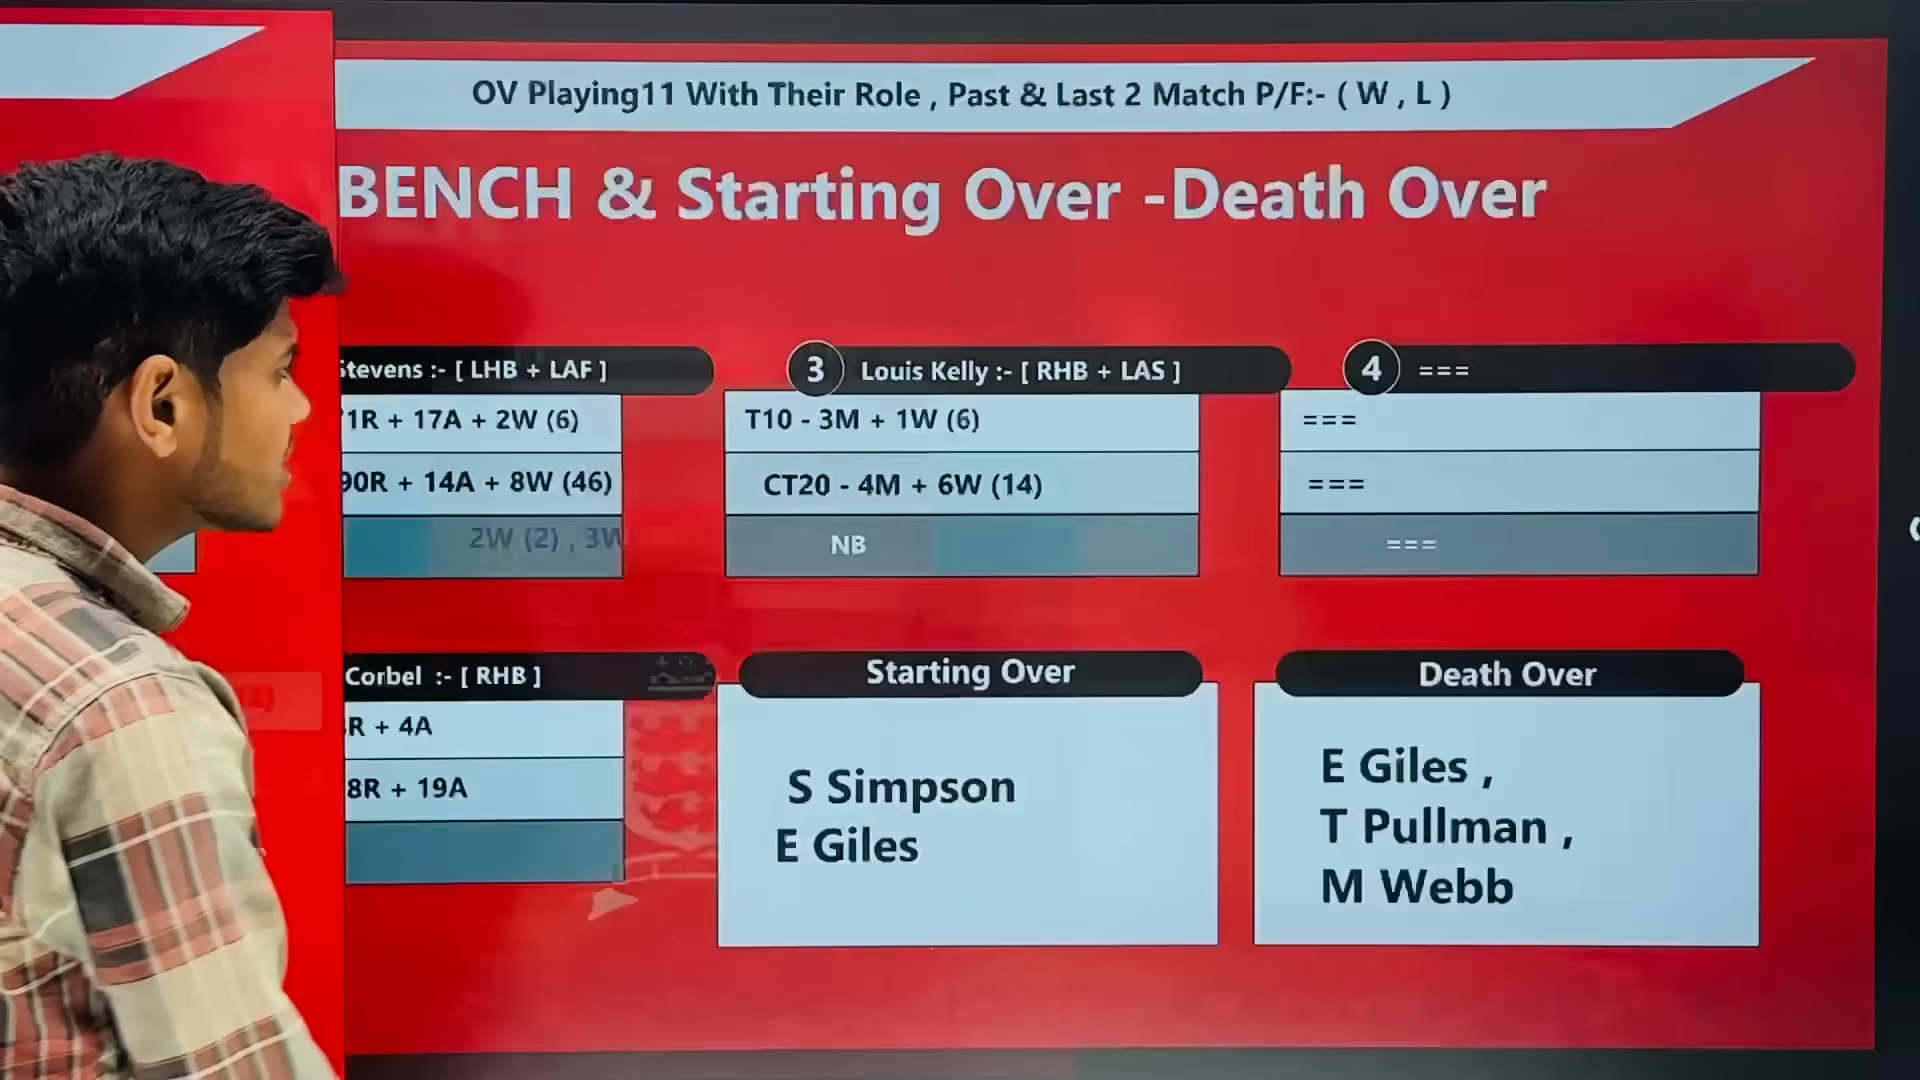 OV Playing11 With Their Role , Past & Last 2 Match P/F:- ( W , L )
BENCH & Starting Over -Death Over
Stevens :- [ LHB + LAF ]
1R + 17A + 2W (6)
90R + 14A + 8W (46)
2W (2) , 3W
3 Louis Kelly :- [ RHB + LAS ]
T10 - 3M + 1W (6)
CT20 - 4M + 6W (14)
NB
4 ===
===
===
===
Corbel :- [ RHB ]
R + 4A
8R + 19A
Starting Over
S Simpson
E Giles
Death Over
E Giles ,
T Pullman ,
M Webb